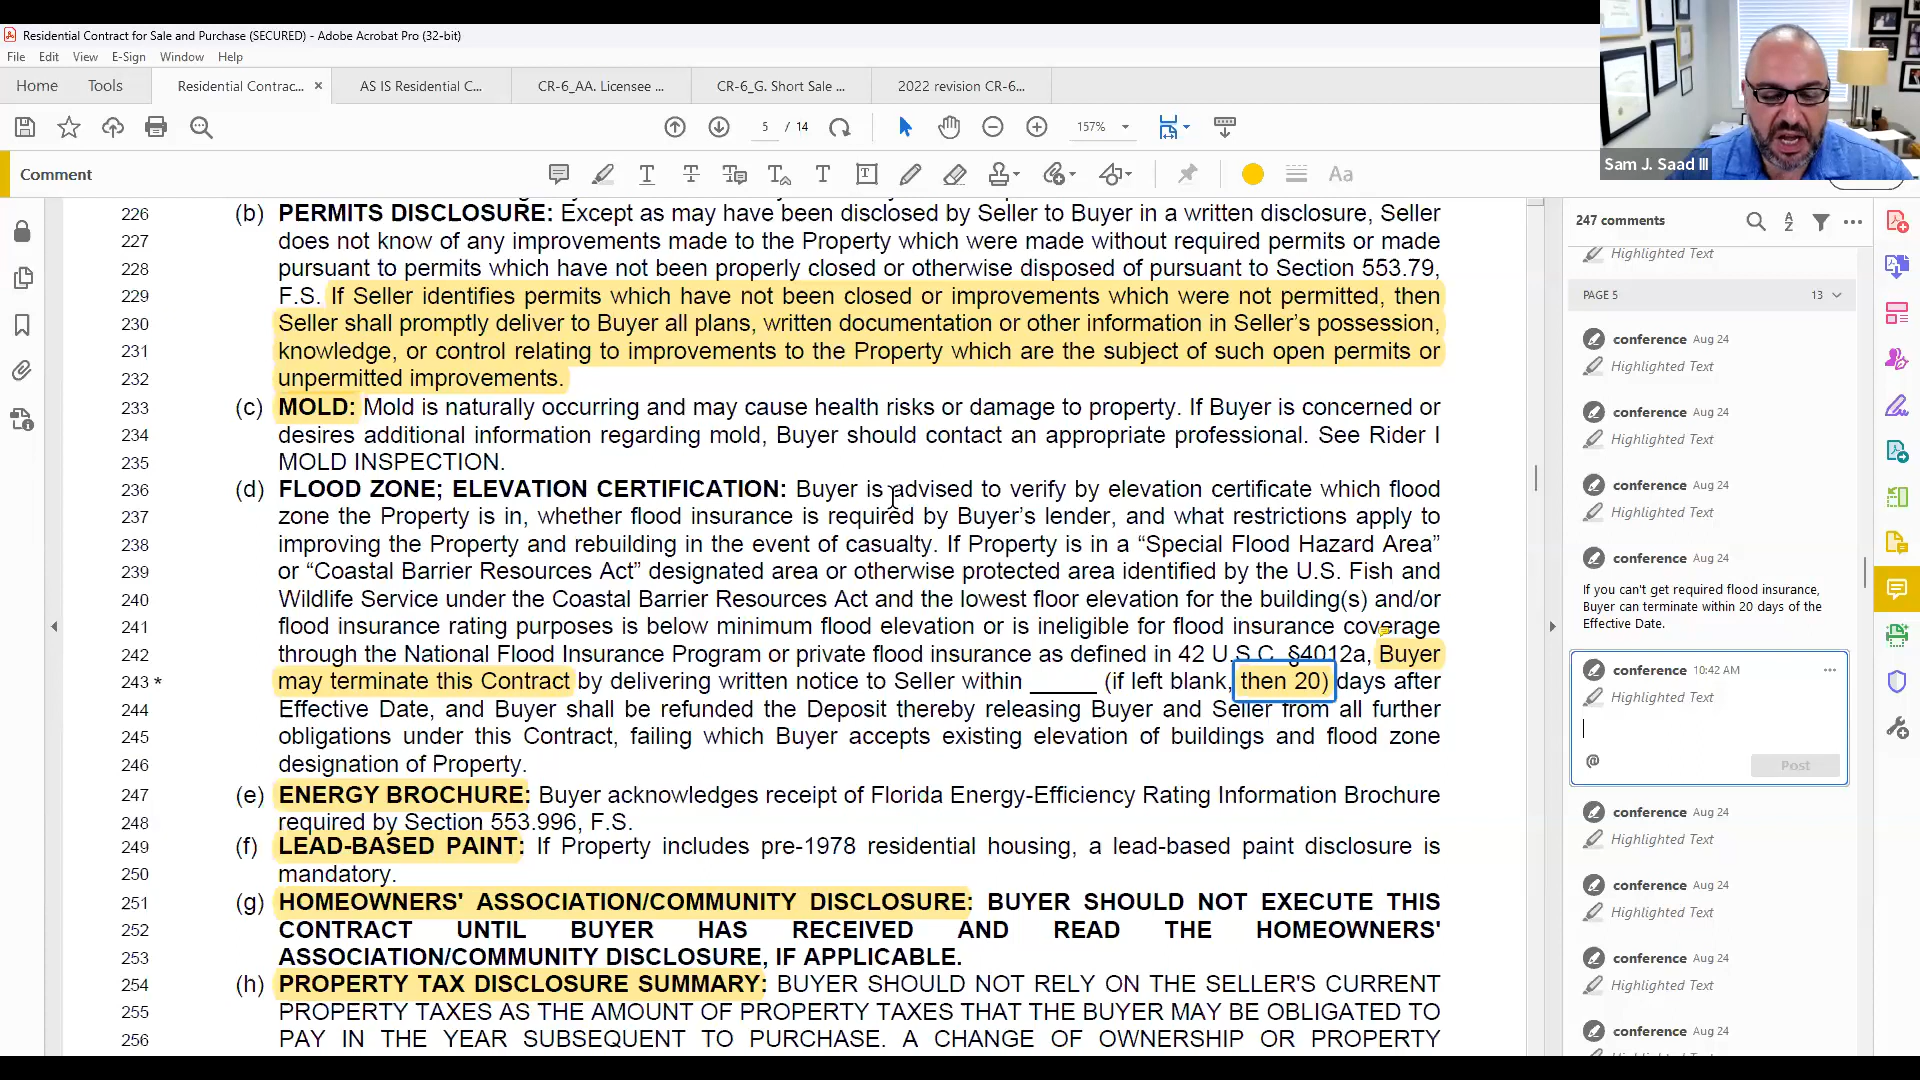 Residential Contract for Sale and Purchase (SECURED) - Adobe Acrobat Pro (32-bit)
File Edit View E-Sign Window Help
Home Tools Residential Contrac... × AS IS Residential C... CR-6_AA. Licensee ... CR-6_G. Short Sale ... 2022 revision CR-6...
5 / 14 157%
Sam J. Saad III
Comment
226 (b) PERMITS DISCLOSURE: Except as may have been disclosed by Seller to Buyer in a written disclosure, Seller
227 does not know of any improvements made to the Property which were made without required permits or made
228 pursuant to permits which have not been properly closed or otherwise disposed of pursuant to Section 553.79,
229 F.S. If Seller identifies permits which have not been closed or improvements which were not permitted, then
230 Seller shall promptly deliver to Buyer all plans, written documentation or other information in Seller's possession,
231 knowledge, or control relating to improvements to the Property which are the subject of such open permits or
232 unpermitted improvements.
233 (c) MOLD: Mold is naturally occurring and may cause health risks or damage to property. If Buyer is concerned or
234 desires additional information regarding mold, Buyer should contact an appropriate professional. See Rider I
235 MOLD INSPECTION.
236 (d) FLOOD ZONE; ELEVATION CERTIFICATION: Buyer is advised to verify by elevation certificate which flood
237 zone the Property is in, whether flood insurance is required by Buyer's lender, and what restrictions apply to
238 improving the Property and rebuilding in the event of casualty. If Property is in a “Special Flood Hazard Area”
239 or “Coastal Barrier Resources Act” designated area or otherwise protected area identified by the U.S. Fish and
240 Wildlife Service under the Coastal Barrier Resources Act and the lowest floor elevation for the building(s) and/or
241 flood insurance rating purposes is below minimum flood elevation or is ineligible for flood insurance coverage
242 through the National Flood Insurance Program or private flood insurance as defined in 42 U.S.C. §4012a, Buyer
243 * may terminate this Contract by delivering written notice to Seller within _____ (if left blank, then 20) days after
244 Effective Date, and Buyer shall be refunded the Deposit thereby releasing Buyer and Seller from all further
245 obligations under this Contract, failing which Buyer accepts existing elevation of buildings and flood zone
246 designation of Property.
247 (e) ENERGY BROCHURE: Buyer acknowledges receipt of Florida Energy-Efficiency Rating Information Brochure
248 required by Section 553.996, F.S.
249 (f) LEAD-BASED PAINT: If Property includes pre-1978 residential housing, a lead-based paint disclosure is
250 mandatory.
251 (g) HOMEOWNERS' ASSOCIATION/COMMUNITY DISCLOSURE: BUYER SHOULD NOT EXECUTE THIS
252 CONTRACT UNTIL BUYER HAS RECEIVED AND READ THE HOMEOWNERS'
253 ASSOCIATION/COMMUNITY DISCLOSURE, IF APPLICABLE.
254 (h) PROPERTY TAX DISCLOSURE SUMMARY: BUYER SHOULD NOT RELY ON THE SELLER'S CURRENT
255 PROPERTY TAXES AS THE AMOUNT OF PROPERTY TAXES THAT THE BUYER MAY BE OBLIGATED TO
256 PAY IN THE YEAR SUBSEQUENT TO PURCHASE. A CHANGE OF OWNERSHIP OR PROPERTY
247 comments
Highlighted Text
PAGE 5 13
conference Aug 24
Highlighted Text
conference Aug 24
Highlighted Text
conference Aug 24
Highlighted Text
conference Aug 24
If you can't get required flood insurance,
Buyer can terminate within 20 days of the
Effective Date.
conference 10:42 AM
Highlighted Text
@ Post
conference Aug 24
Highlighted Text
conference Aug 24
Highlighted Text
conference Aug 24
Highlighted Text
conference Aug 24